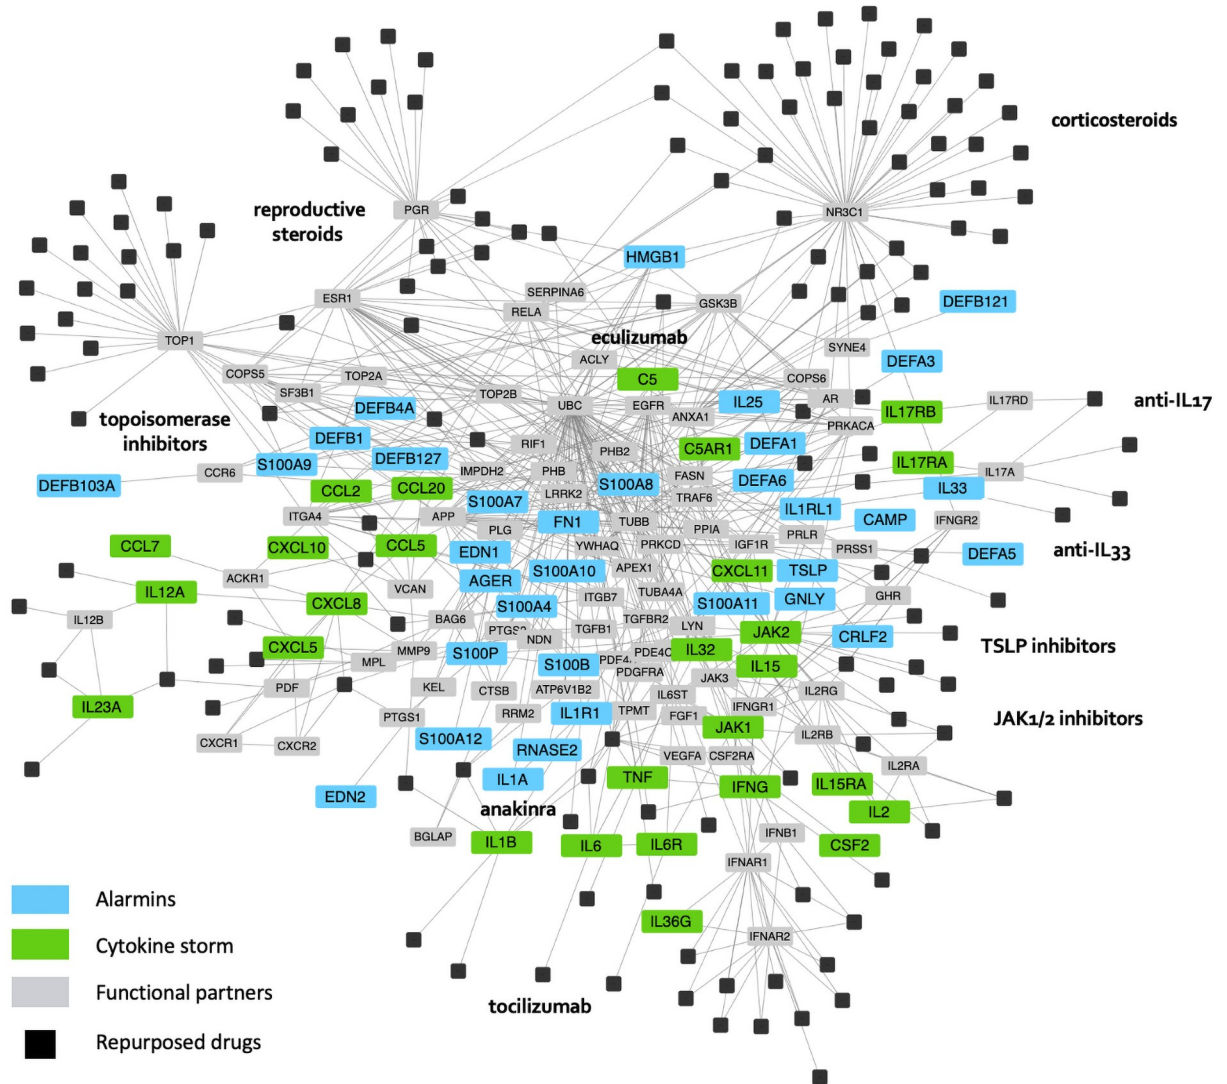 corticosteroids
reproductive
steroids
PGR
NR3C1
HMGB1
SERPINA6
ESR1
RELA
GSK3B
DEFB121
eculizumab
TOP1
SYNE4
ACLY
DEFA3
COPS5
TOP2A
C5
COPS6
SF3B1
TOP2B
UBC
EGFR
ANXA1
IL25
AR
IL17RD
anti-IL17
DEFB4A
IL17RB
PRKACA
topoisomerase
inhibitors
DEFB1
RIF1
PHB2
C5AR1
DEFA1
S100A9
DEFB127
IL17RA
CCR6
IMPDH2
PHB
FASN
IL17A
DEFB103A
CCL2
CCL20
S100A7
LRRK2
S100A8
TRAF6
DEFA6
IL33
ITGA4
APP
PLG
FN1
TUBB
PPIA
IL1RL1
CAMP
IFNGR2
CCL7
CXCL10
CCL5
EDN1
YWHAQ
PRKCD
IGF1R
PRLR
PRSS1
DEFA5
anti-IL33
ACKR1
VCAN
AGER
S100A10
APEX1
CXCL11
TSLP
IL12A
CXCL8
S100A4
ITGB7
TUBA4A
S100A11
GNLY
GHR
IL12B
BAG6
NDN
TGFB1
TGFBR2
LYN
JAK2
CRLF2
TSLP inhibitors
CXCL5
MPL
MMP9
S100P
S100B
PDE4C
IL32
IL15
PDGFRA
JAK3
PDF
KEL
CTSB
ATP6V1B2
IL6ST
IL2RG
IL23A
PTGS1
RRM2
IL1R1
TPMT
FGF1
IFNGR1
JAK1
JAK1/2 inhibitors
CXCR1
CXCR2
S100A12
RNASE2
VEGFA
CSF2RA
IL2RB
IL2RA
EDN2
IL1A
TNF
IFNG
IL15RA
anakinra
IL2
BGLAP
IL1B
IL6
IL6R
IFNB1
CSF2
IFNAR1
Alarmins
IL36G
IFNAR2
Cytokine storm
Functional partners
tocilizumab
Repurposed drugs